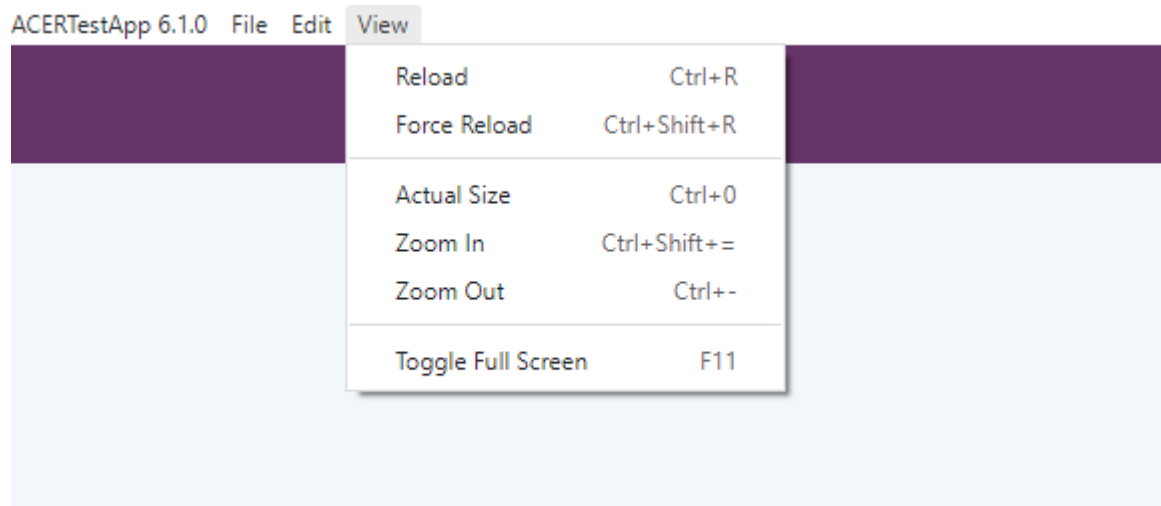 ACERTestApp 6.1.0 File Edit View
Reload Ctrl+R
Force Reload Ctrl+Shift+R
Actual Size Ctrl+0
Zoom In Ctrl+Shift+=
Zoom Out Ctrl+-
Toggle Full Screen F11